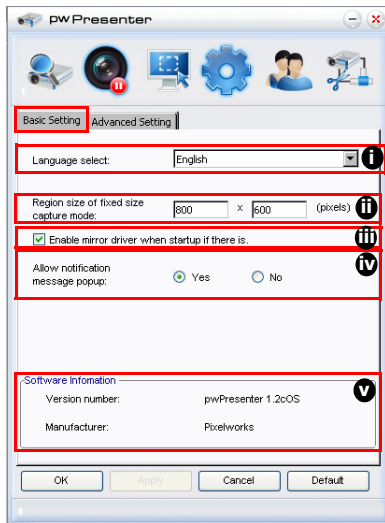 pwPresenter
Basic Setting Advanced Setting
Language select: English i
Region size of fixed size
capture mode: 800 x 600 (pixels) ii
Enable mirror driver when startup if there is. iii
Allow notification
message popup: Yes No iv
Software Infomation v
Version number: pwPresenter 1.2cOS
Manufacturer: Pixelworks
OK Apply Cancel Default